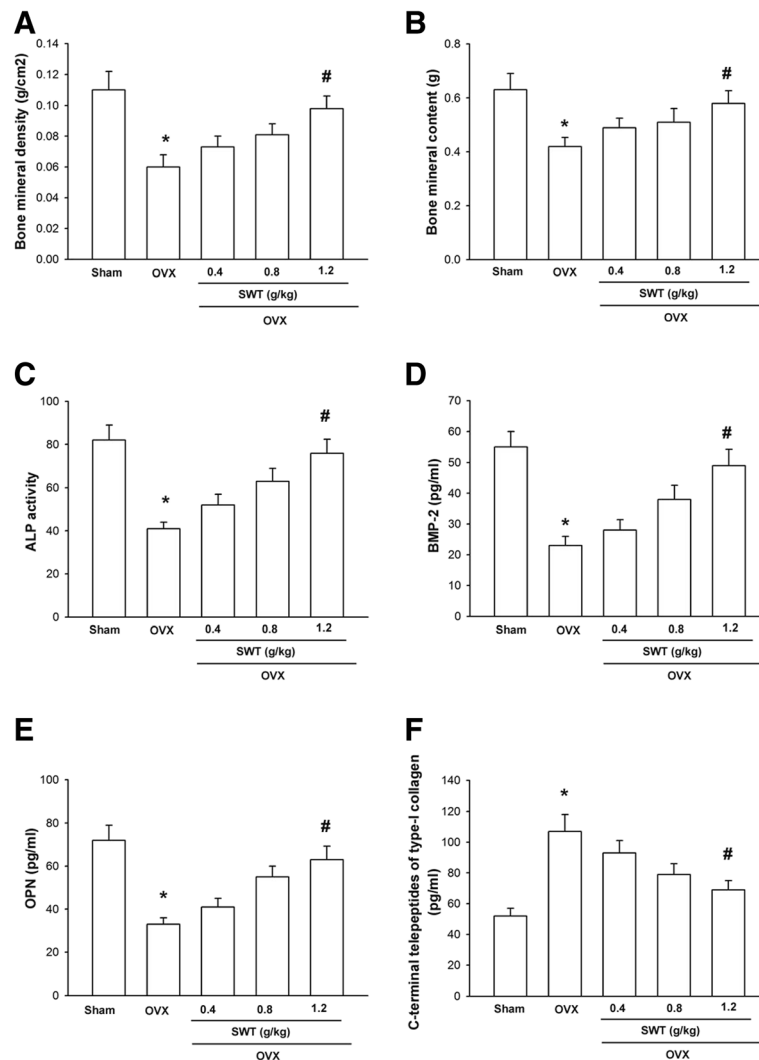 A
Bone mineral density (g/cm2)
0.14
0.12
0.10
0.08
0.06
0.04
0.02
0.00
*
#
Sham OVX 0.4 0.8 1.2
SWT (g/kg)
OVX
B
Bone mineral content (g)
0.8
0.6
0.4
0.2
0.0
*
#
Sham OVX 0.4 0.8 1.2
SWT (g/kg)
OVX
C
ALP activity
100
80
60
40
20
0
*
#
Sham OVX 0.4 0.8 1.2
SWT (g/kg)
OVX
D
BMP-2 (pg/ml)
70
60
50
40
30
20
10
0
*
#
Sham OVX 0.4 0.8 1.2
SWT (g/kg)
OVX
E
OPN (pg/ml)
100
80
60
40
20
0
*
#
Sham OVX 0.4 0.8 1.2
SWT (g/kg)
OVX
F
C-terminal telepeptides of type-I collagen
(pg/ml)
140
120
100
80
60
40
20
0
*
#
Sham OVX 0.4 0.8 1.2
SWT (g/kg)
OVX